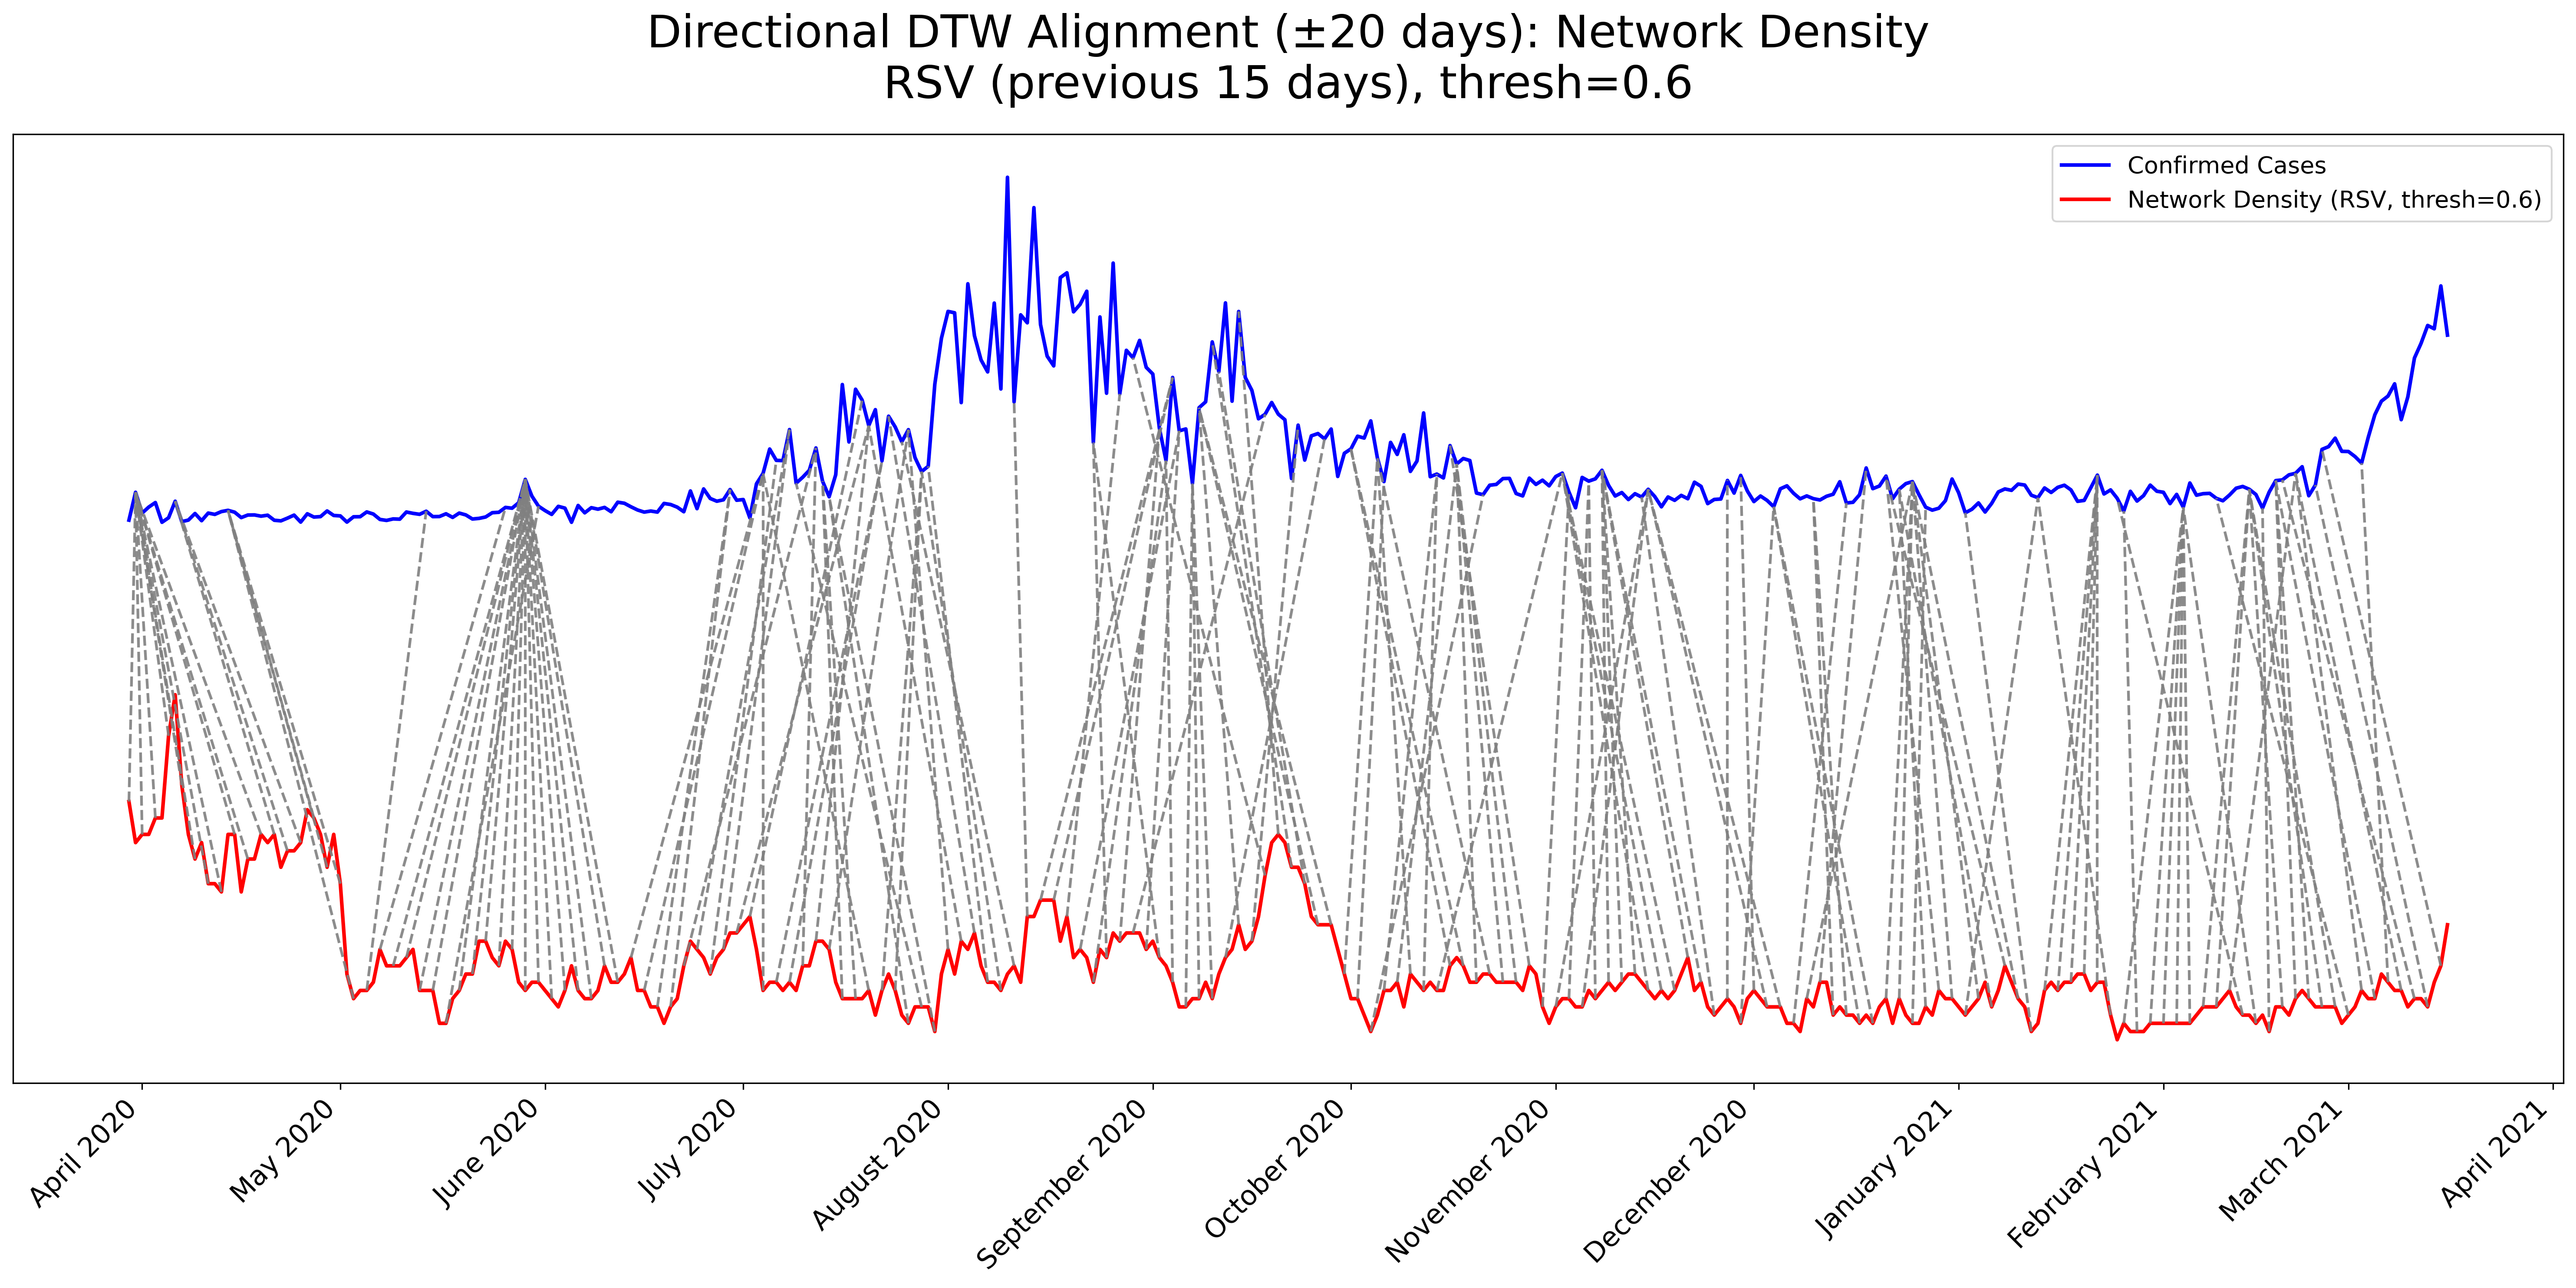 Directional DTW Alignment (±20 days): Network Density
RSV (previous 15 days), thresh=0.6
Confirmed Cases
Network Density (RSV, thresh=0.6)
April 2020
May 2020
June 2020
July 2020
August 2020
September 2020
October 2020
November 2020
December 2020
January 2021
February 2021
March 2021
April 2021